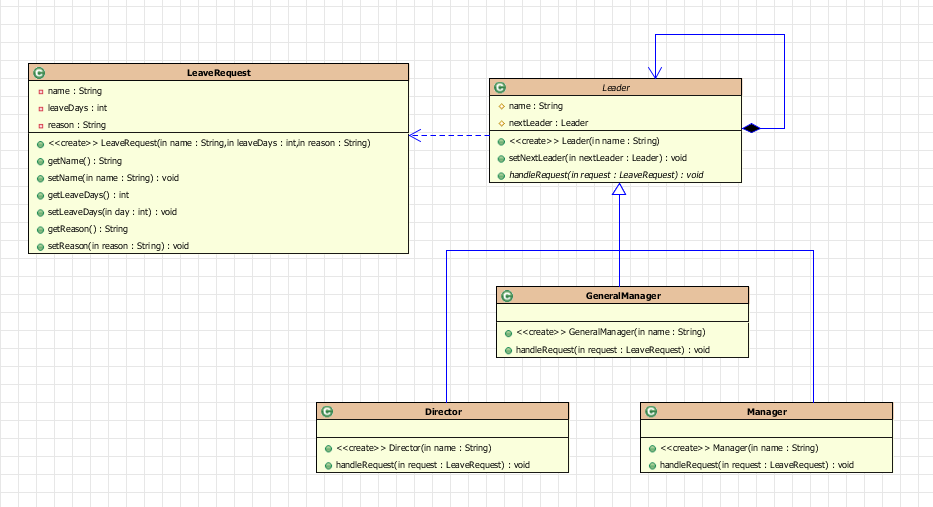 LeaveRequest
name : String
leaveDays : int
reason : String
<<create>> LeaveRequest(in name : String,in leaveDays : int,in reason : String)
getName() : String
setName(in name : String) : void
getLeaveDays() : int
setLeaveDays(in day : int) : void
getReason() : String
setReason(in reason : String) : void
Leader
name : String
nextLeader : Leader
<<create>> Leader(in name : String)
setNextLeader(in nextLeader : Leader) : void
handleRequest(in request : LeaveRequest) : void
GeneralManager
<<create>> GeneralManager(in name : String)
handleRequest(in request : LeaveRequest) : void
Director
<<create>> Director(in name : String)
handleRequest(in request : LeaveRequest) : void
Manager
<<create>> Manager(in name : String)
handleRequest(in request : LeaveRequest) : void